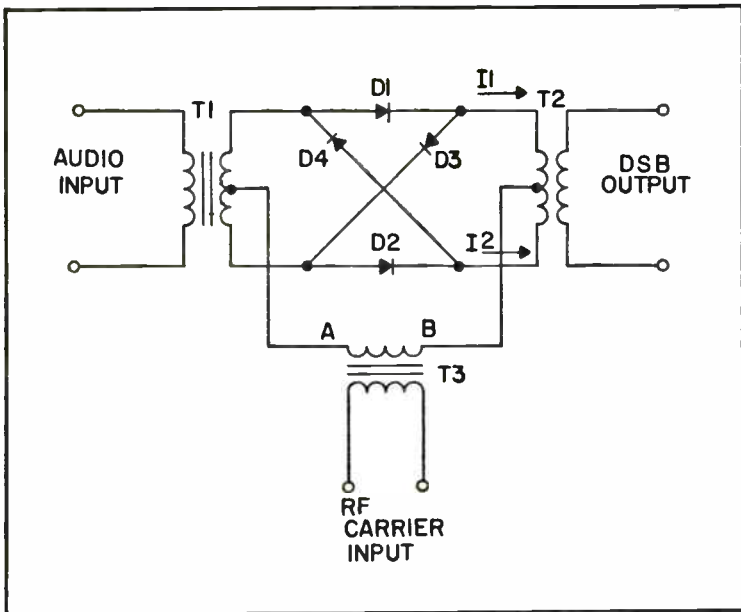 D1
I1
T1
T2
AUDIO
INPUT
D4
D3
DSB
OUTPUT
D2
I2
A
B
T3
RF
CARRIER
INPUT